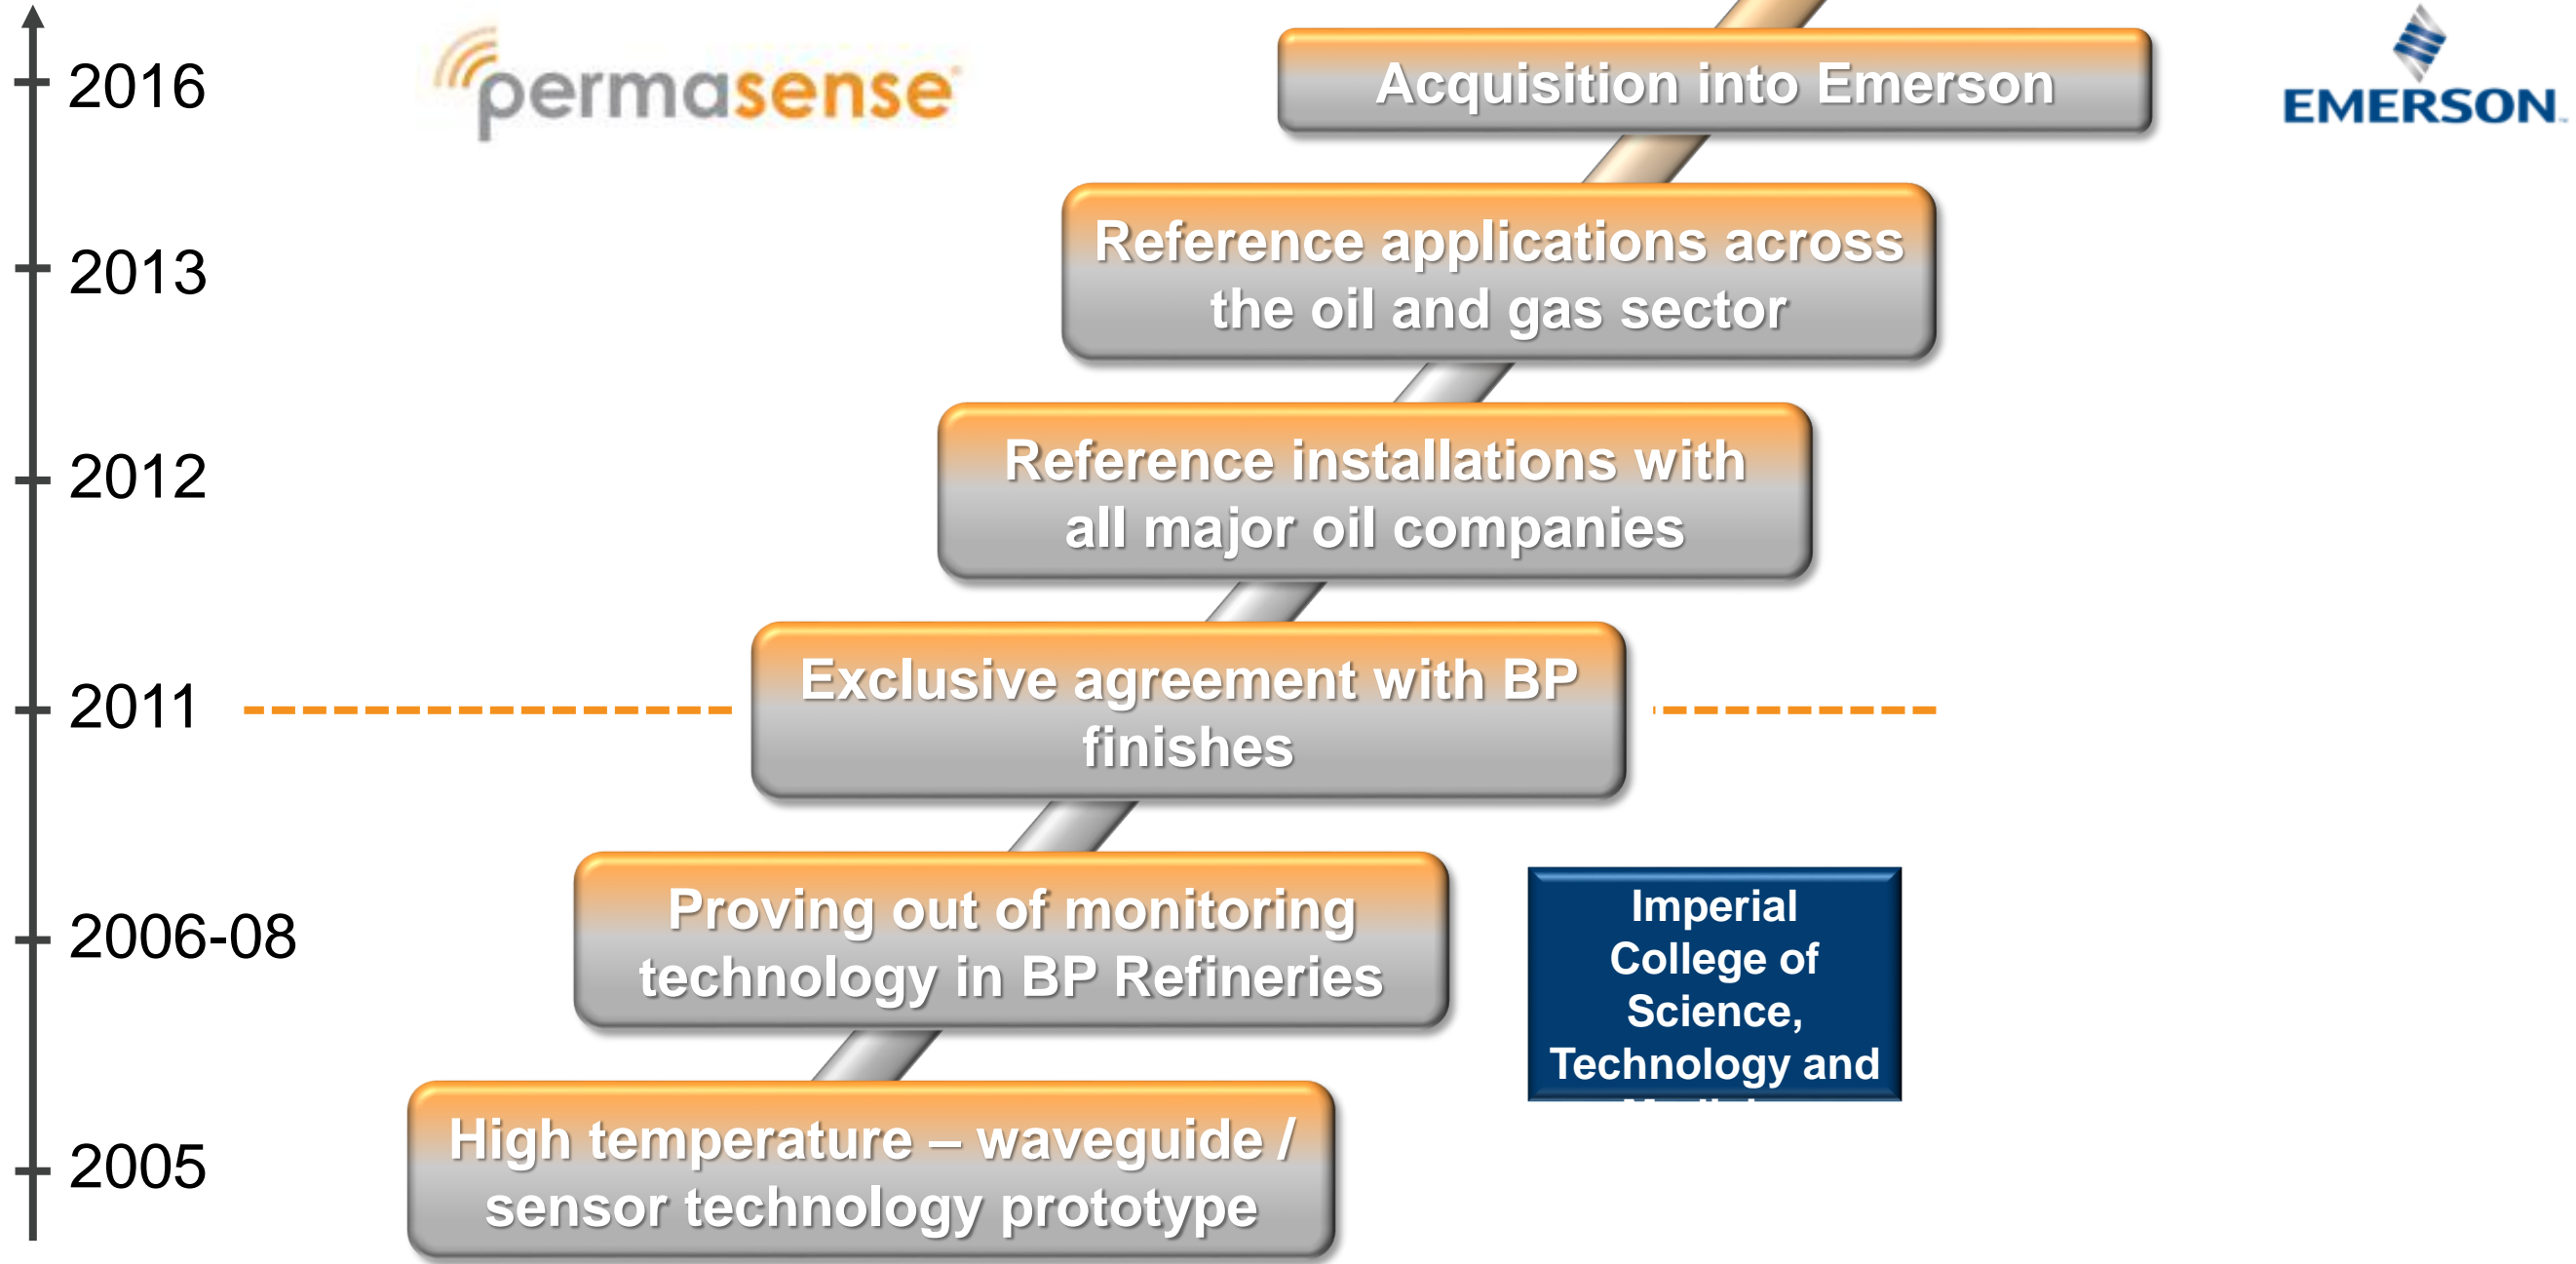 2016
permasense
Acquisition into Emerson
EMERSON
2013
Reference applications across
the oil and gas sector
2012
Reference installations with
all major oil companies
2011
Exclusive agreement with BP
finishes
2006-08
Proving out of monitoring
technology in BP Refineries
Imperial
College of
Science,
Technology and
2005
High temperature – waveguide /
sensor technology prototype